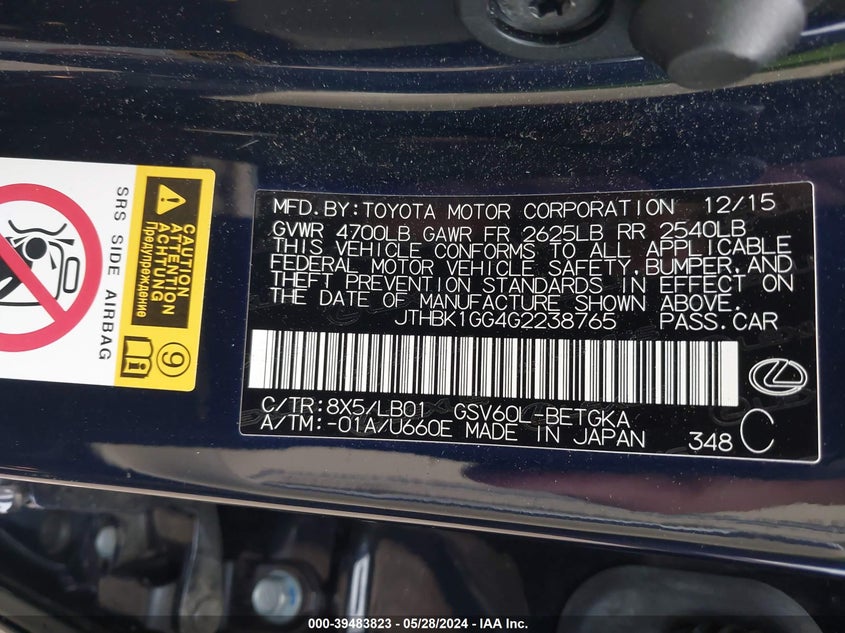 MFD.BY:TOYOTA MOTOR CORPORATION 12/15
GVWR 4700LB GAWR FR 2625LB RR 2540LB
THIS VEHICLE CONFORMS TO ALL APPLICABLE
FEDERAL MOTOR VEHICLE SAFETY,BUMPER,AND
THEFT PREVENTION STANDARDS IN EFFECT ON
THE DATE OF MANUFACTURE SHOWN ABOVE.
JTHBK1GG4G2238765 PASS.CAR
C/TR:8X5/LB01 GSV60L-BETGKA
A/TM:-01A/U660E MADE IN JAPAN 348 C
CAUTION
ATTENTION
ACHTUNG
Предупреждение
SRS SIDE AIRBAG
9
000-39483823 - 05/28/2024 - IAA Inc.